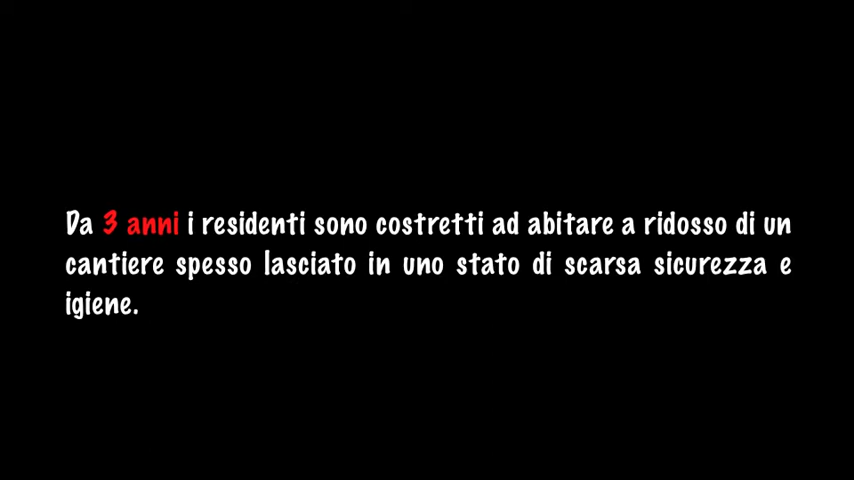 Da 3 anni i residenti sono costretti ad abitare a ridosso di un
cantiere spesso lasciato in uno stato di scarsa sicurezza e
igiene.